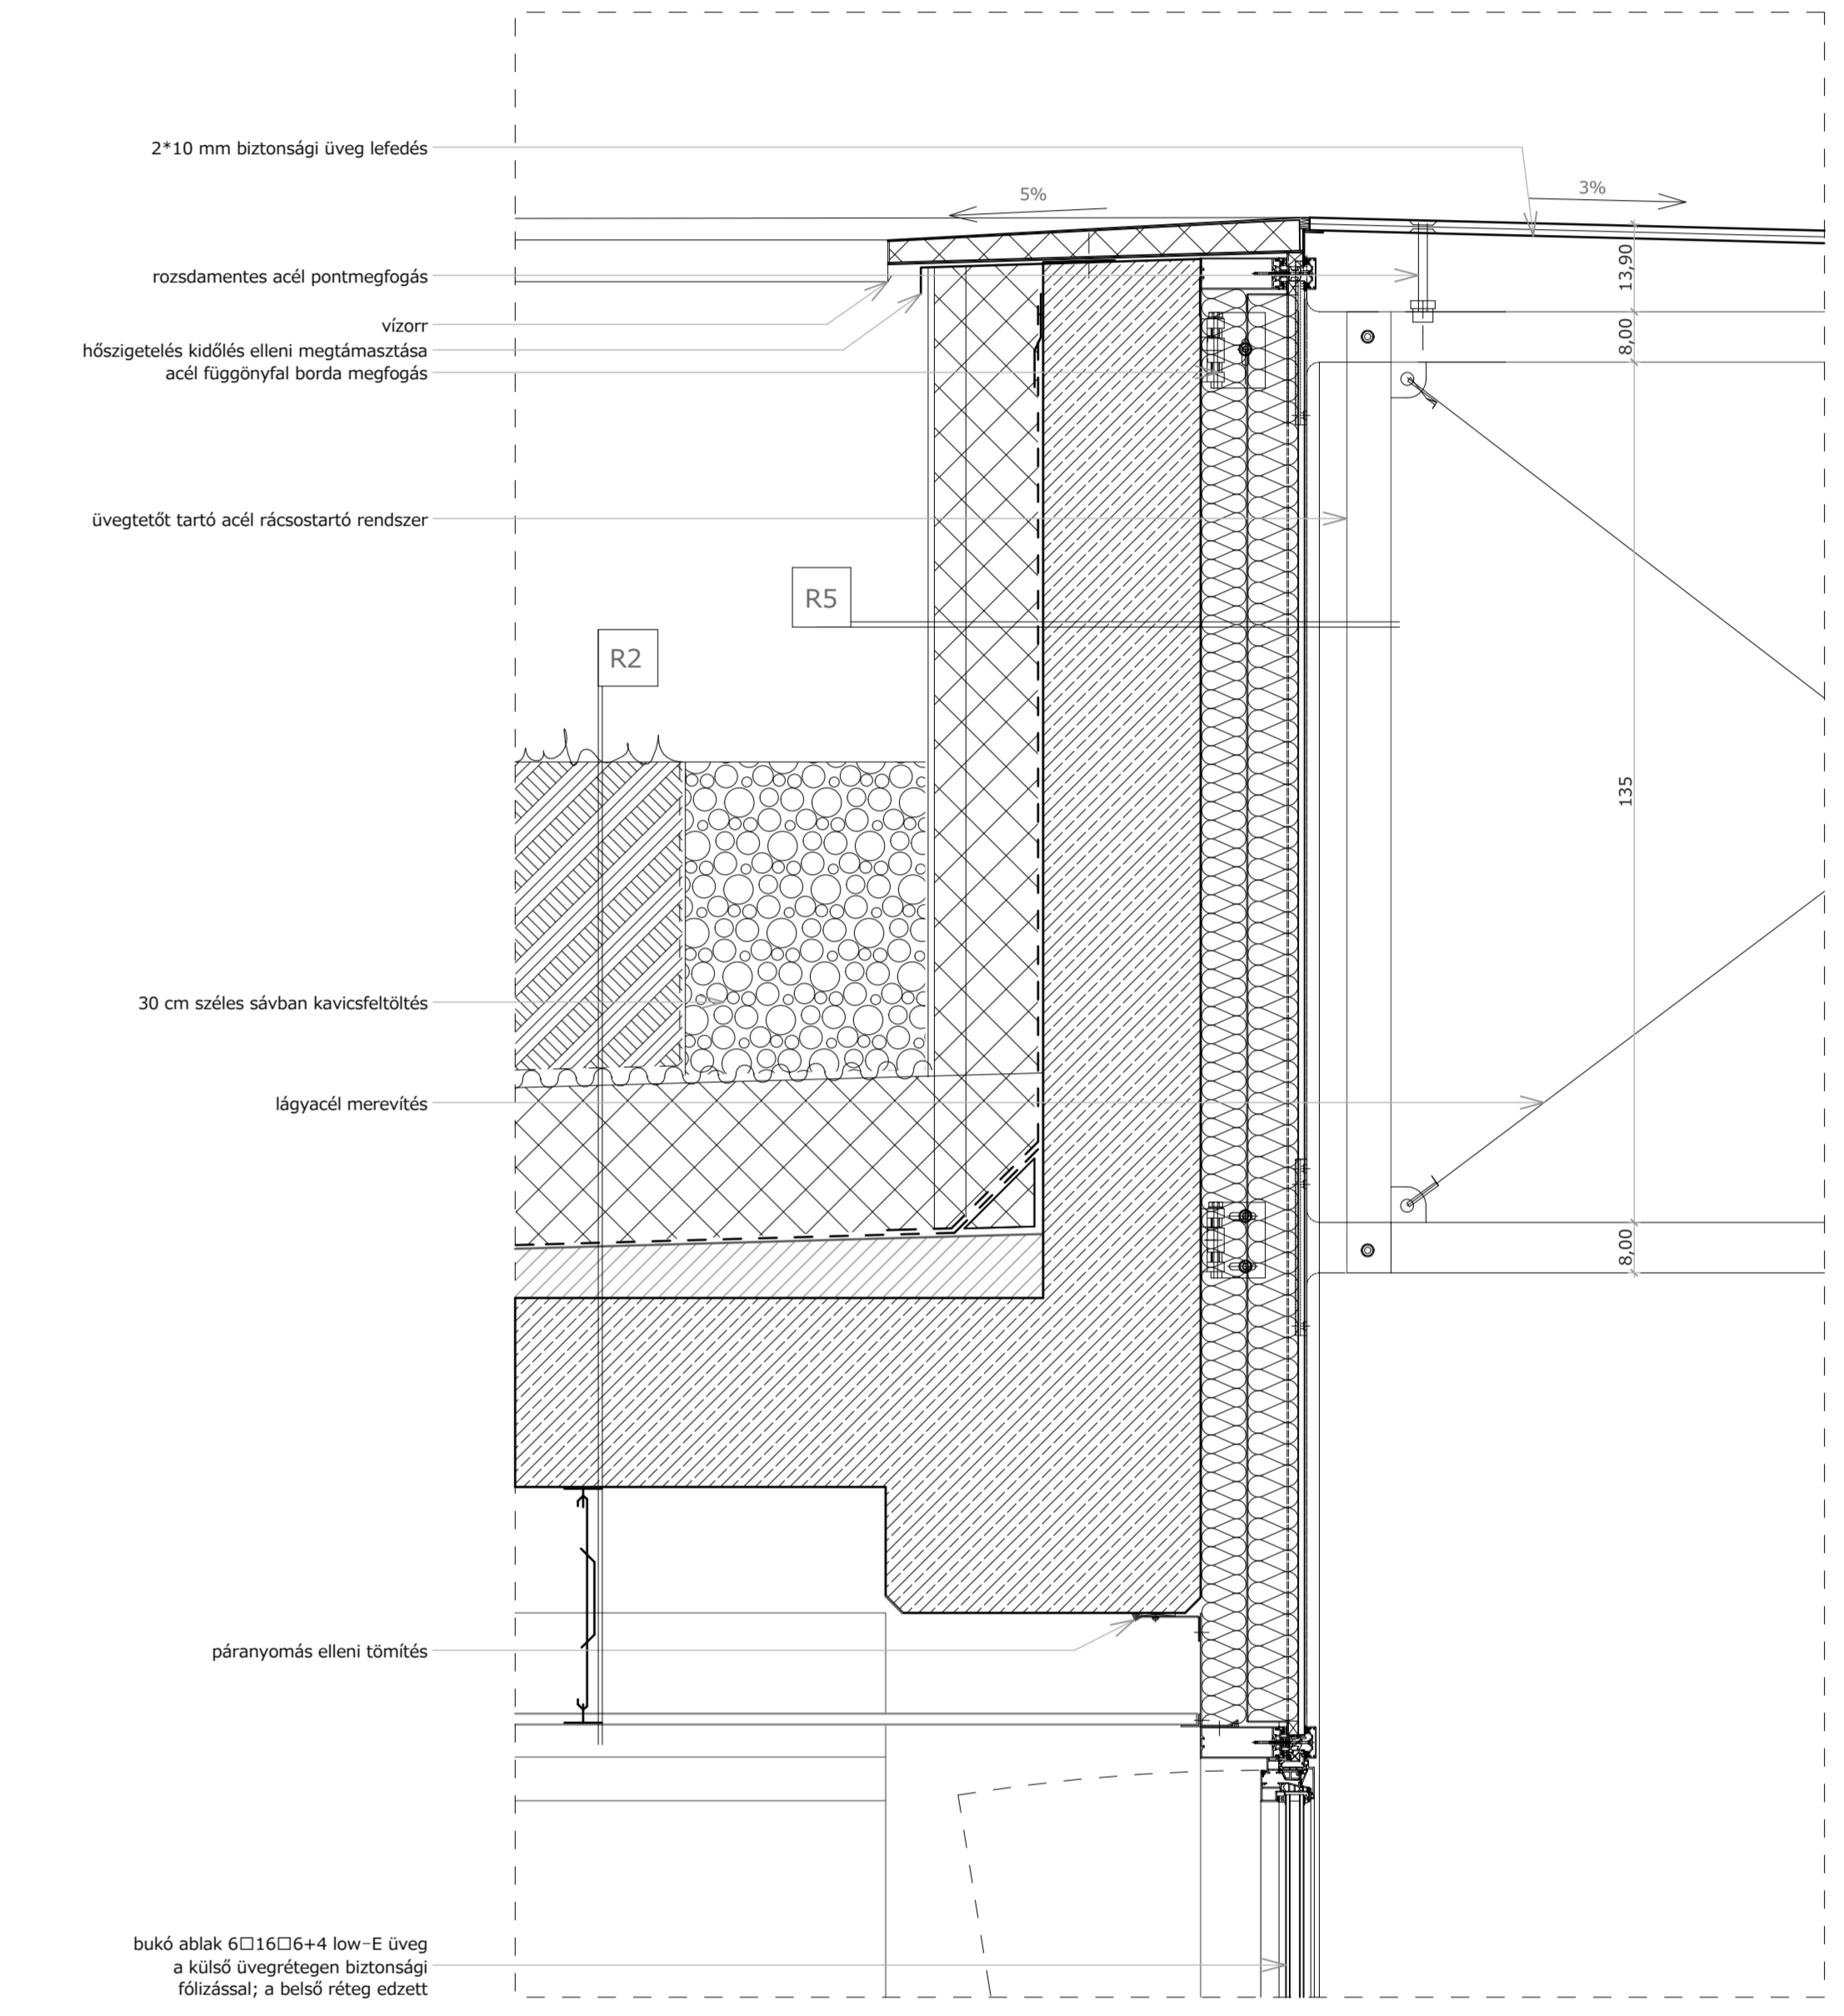 2*10 mm biztonsági üveg lefedés
5%
3%
13,90
rozsdamentes acél pontmegfogás
vízorr
8,00
hőszigetelés kidőlés elleni megtámasztása
acél függönyfal borda megfogás
üvegtetőt tartó acél rácsostartó rendszer
R5
R2
135
30 cm széles sávban kavicsfeltöltés
lágyacél merevítés
8,00
páranyomás elleni tömítés
bukó ablak 6□16□6+4 low-E üveg
a külső üvegrétegen biztonsági
fólizással; a belső réteg edzett